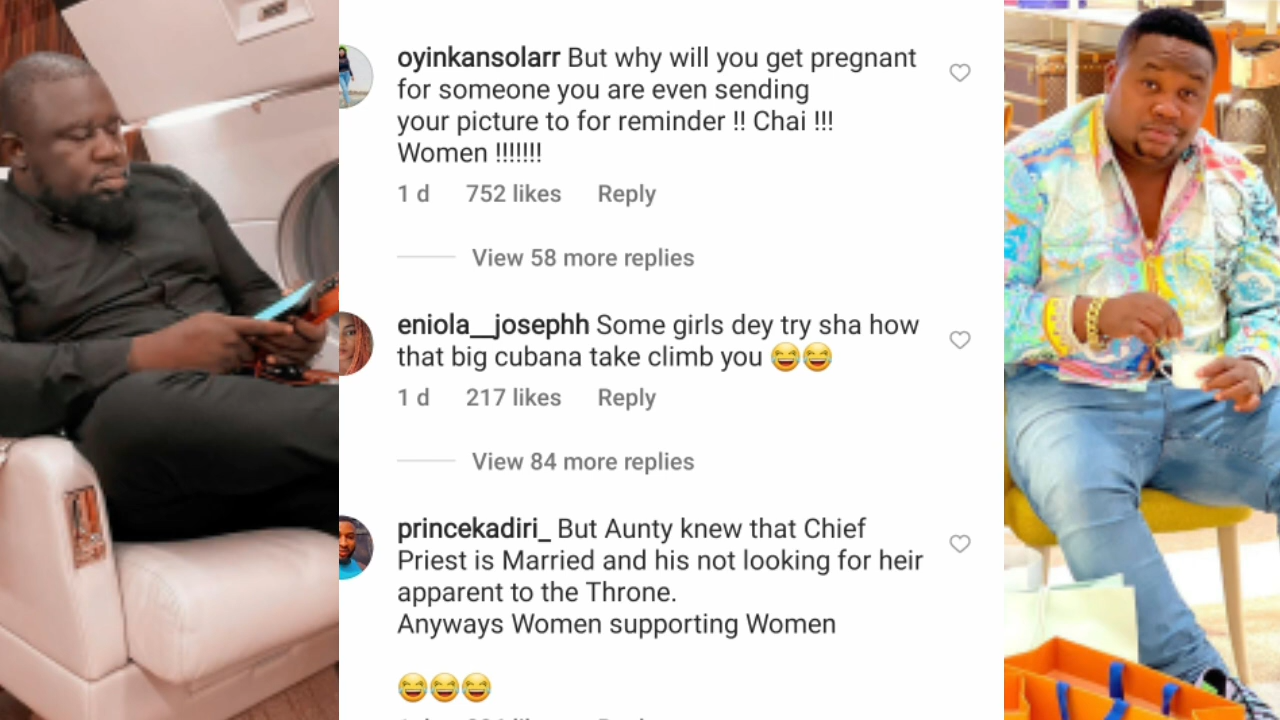 oyinkansolarr But why will you get pregnant
for someone you are even sending
your picture to for reminder !! Chai !!!
Women !!!!!!!
1 d 752 likes Reply
View 58 more replies
eniola__josephh Some girls dey try sha how
that big cubana take climb you 😂😂
1 d 217 likes Reply
View 84 more replies
princekadiri_ But Aunty knew that Chief
Priest is Married and his not looking for heir
apparent to the Throne.
Anyways Women supporting Women
😂😂😂